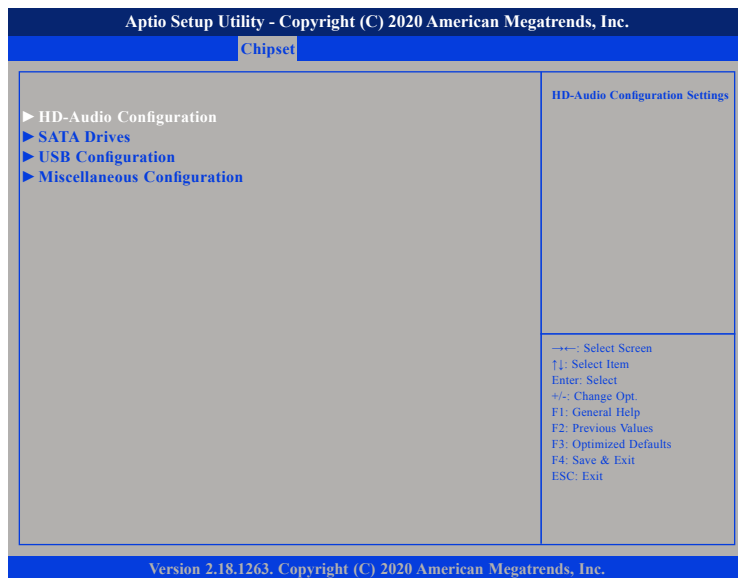 Aptio Setup Utility - Copyright (C) 2020 American Megatrends, Inc.
Chipset
►HD-Audio Configuration
►SATA Drives
►USB Configuration
►Miscellaneous Configuration
HD-Audio Configuration Settings
→←: Select Screen
↑↓: Select Item
Enter: Select
+/-: Change Opt.
F1: General Help
F2: Previous Values
F3: Optimized Defaults
F4: Save & Exit
ESC: Exit
Version 2.18.1263. Copyright (C) 2020 American Megatrends, Inc.